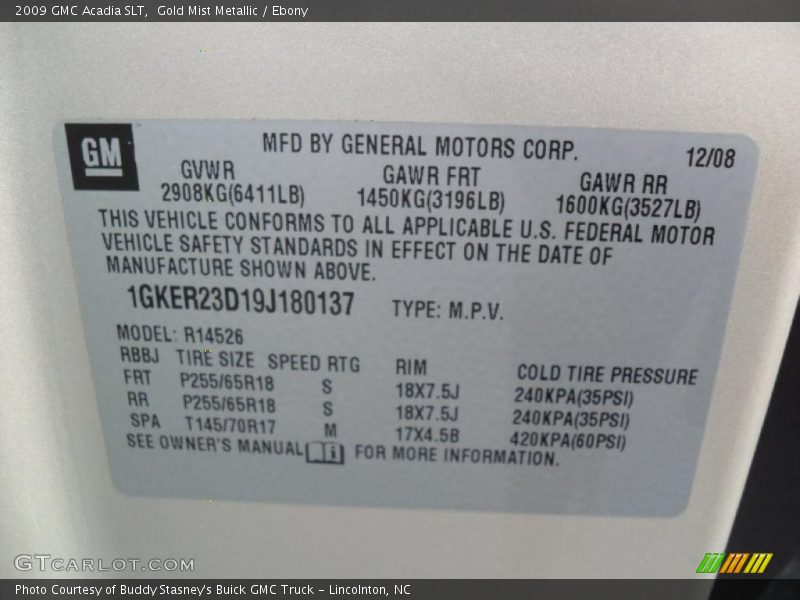 2009 GMC Acadia SLT,  Gold Mist Metallic / Ebony
GM
MFD BY GENERAL MOTORS CORP.
12/08
GVWR GAWR FRT GAWR RR
2908KG(6411LB) 1450KG(3196LB) 1600KG(3527LB)
THIS VEHICLE CONFORMS TO ALL APPLICABLE U.S. FEDERAL MOTOR
VEHICLE SAFETY STANDARDS IN EFFECT ON THE DATE OF
MANUFACTURE SHOWN ABOVE.
1GKER23D19J180137 TYPE: M.P.V.
MODEL: R14526
RBBJ TIRE SIZE SPEED RTG RIM COLD TIRE PRESSURE
FRT P255/65R18 S 18X7.5J 240KPA(35PSI)
RR P255/65R18 S 18X7.5J 240KPA(35PSI)
SPA T145/70R17 M 17X4.5B 420KPA(60PSI)
SEE OWNER'S MANUAL i FOR MORE INFORMATION.
GTCARLOT.COM
Photo Courtesy of Buddy Stasney's Buick GMC Truck - Lincolnton, NC